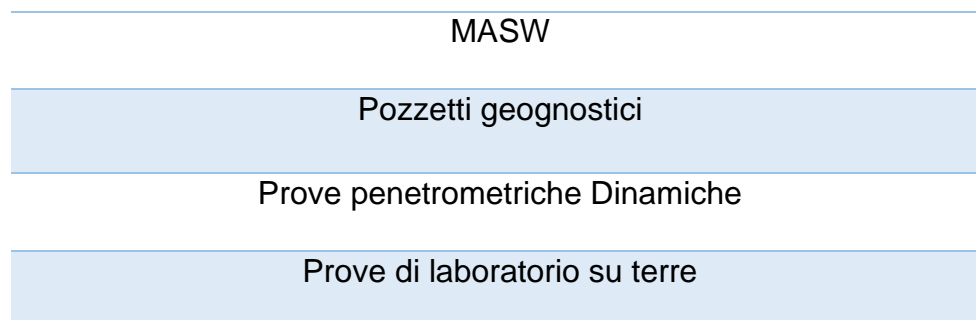 MASW
Pozzetti geognostici
Prove penetrometriche Dinamiche
Prove di laboratorio su terre